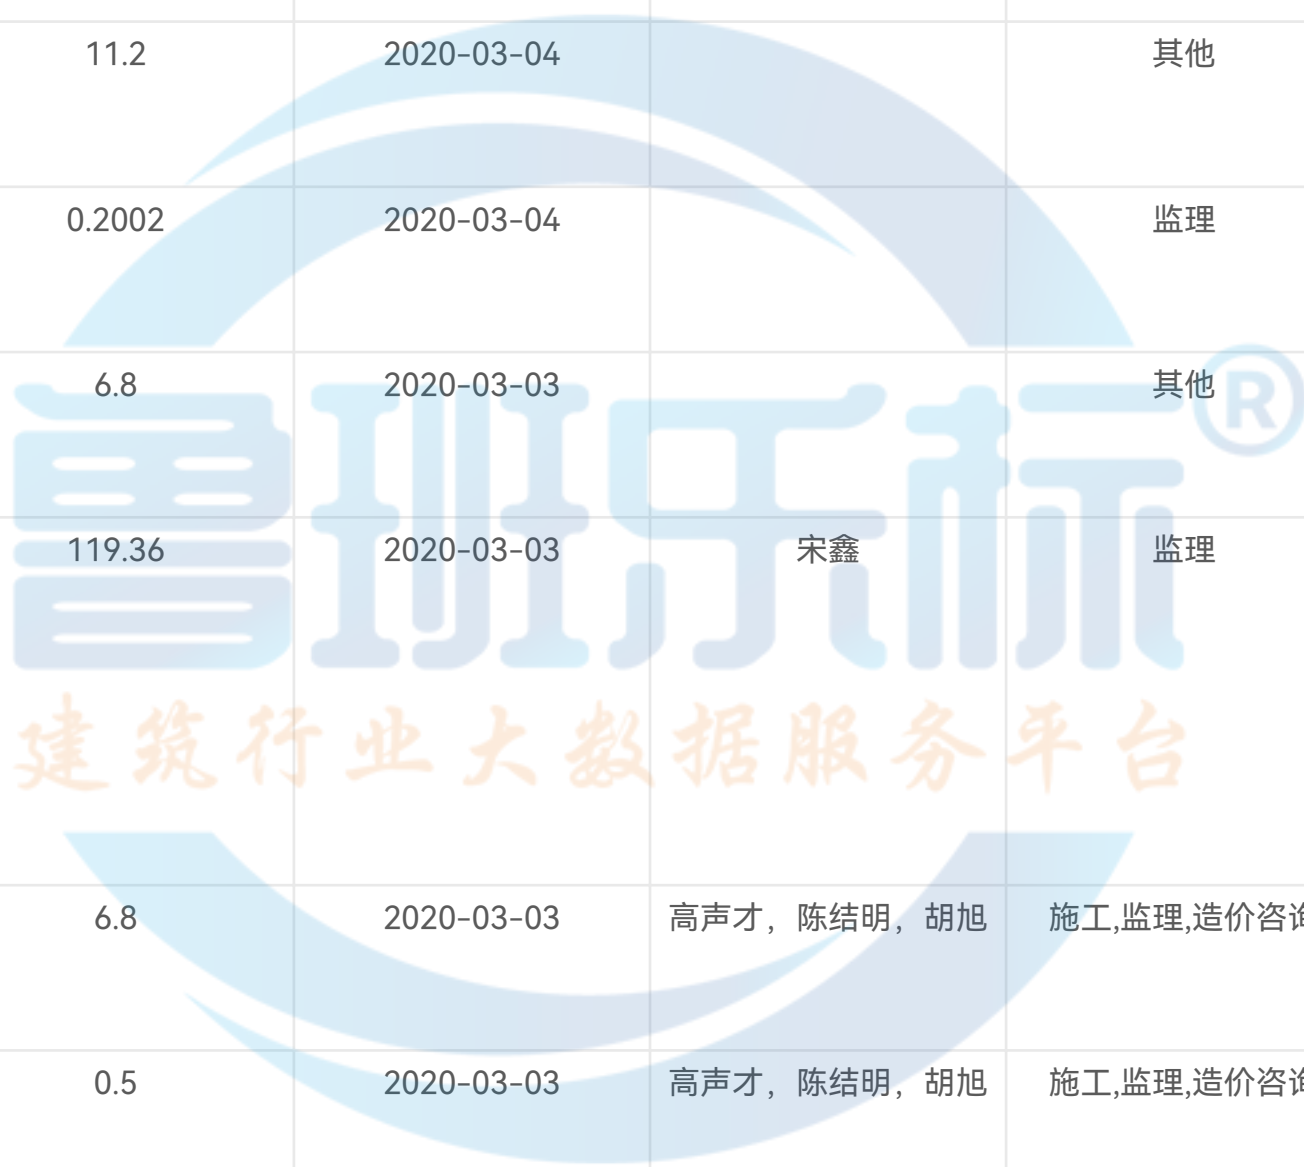 11.2 2020-03-04 其他
0.2002 2020-03-04 监理
6.8 2020-03-03 其他
鲁班乐标®
119.36 2020-03-03 宋鑫 监理
建筑行业大数据服务平台
6.8 2020-03-03 高声才，陈结明，胡旭 施工,监理,造价咨询
0.5 2020-03-03 高声才，陈结明，胡旭 施工,监理,造价咨询